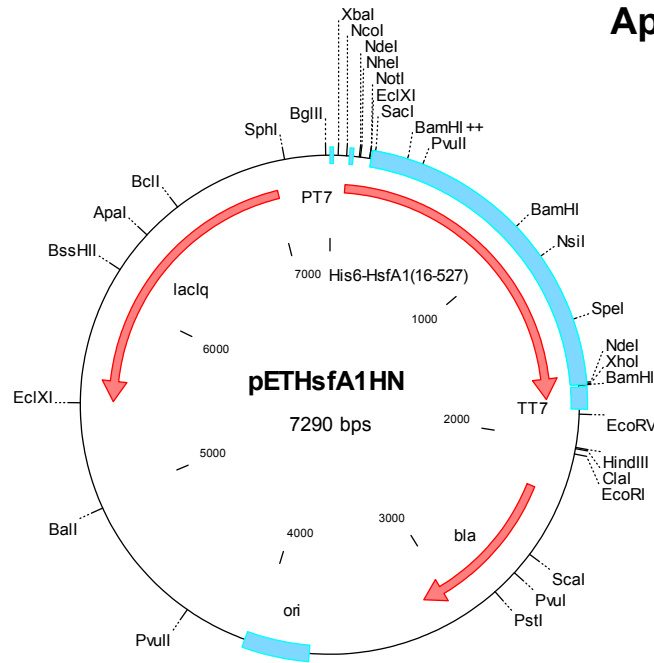 Ap
XbaI
NcoI
NdeI
NheI
NotI
EclXI
SacI
BglII
BamHI ++
PvuII
SphI
BclI
ApaI
BssHII
PT7
BamHI
NsiI
lacIq
7000
His6-HsfA1(16-527)
1000
SpeI
6000
NdeI
XhoI
BamHI
pETHsfA1HN
EclXI
TT7
7290 bps
2000
EcoRV
HindIII
ClaI
EcoRI
5000
BalI
4000
3000
bla
ScaI
PvuI
PstI
ori
PvuII